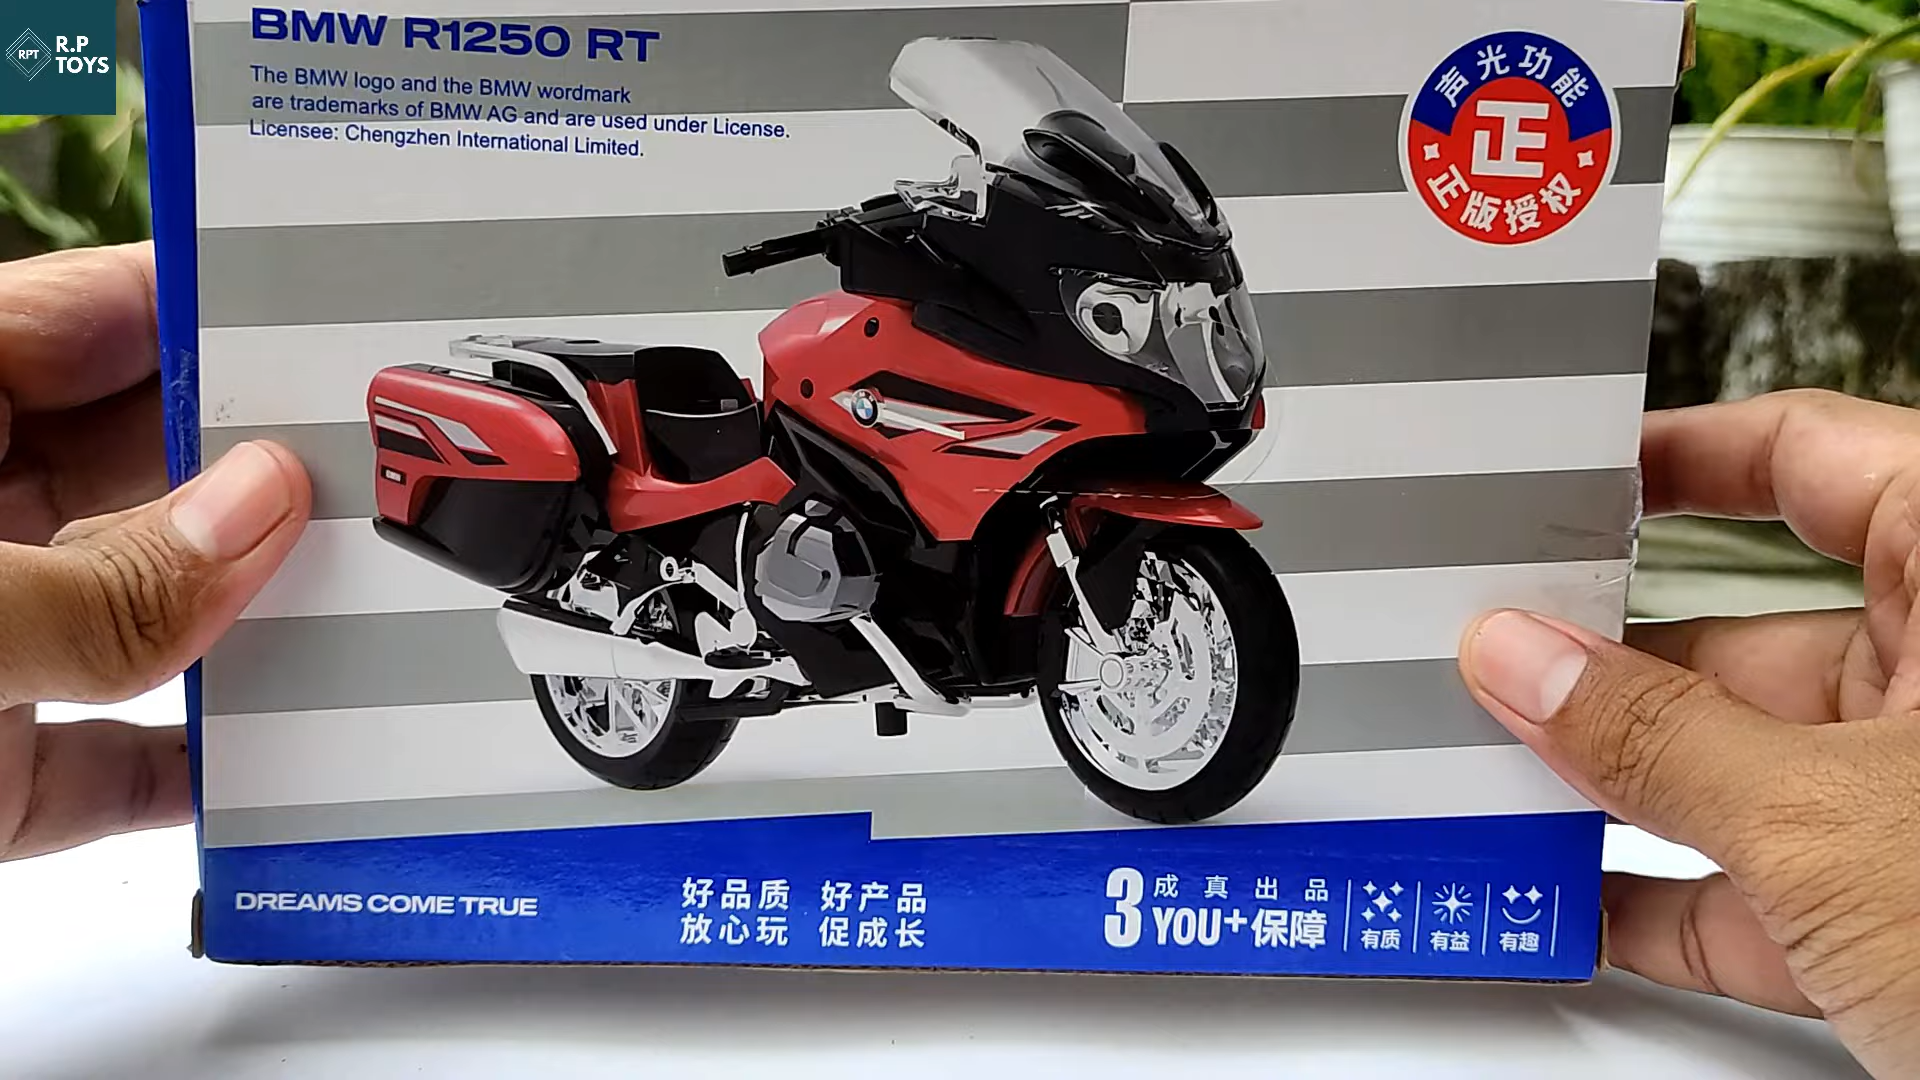 RPT
R.P
TOYS
BMW R1250 RT
The BMW logo and the BMW wordmark
are trademarks of BMW AG and are used under License.
Licensee: Chengzhen International Limited.
声光功能
正
正版授权
DREAMS COME TRUE
好品质 好产品
放心玩 促成长
3
成真出品
YOU+保障
有质
有益
有趣